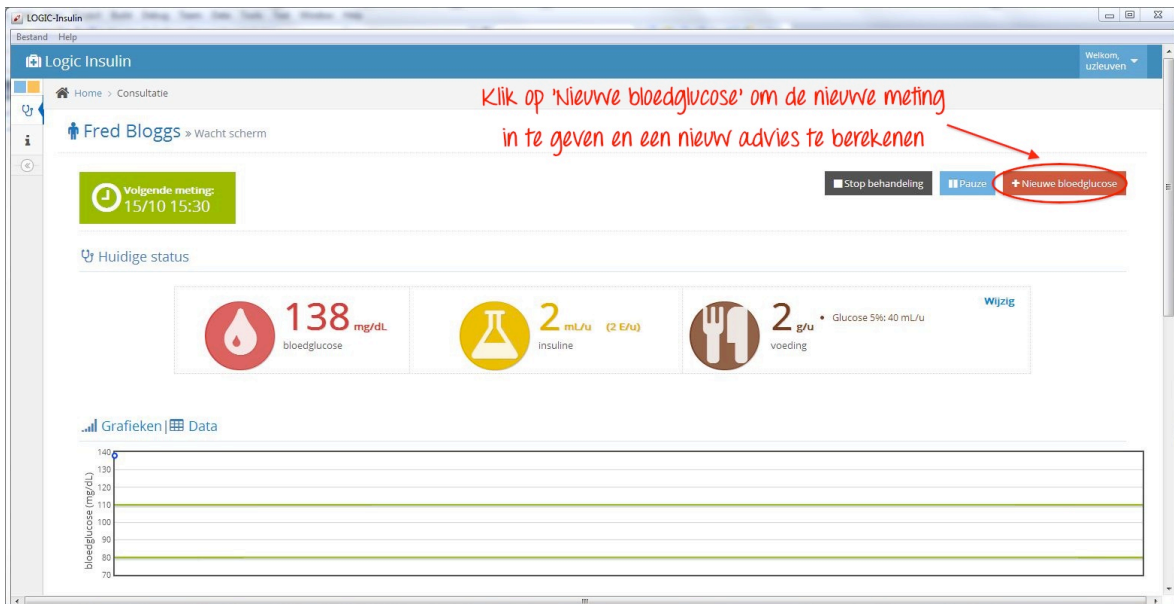 LOGIC-Insulin
Bestand Help
Logic Insulin
Welkom,
uzleuven
Home > Consultatie
Klik op 'Nieuwe bloedglucose' om de nieuwe meting
in te geven en een nieuw advies te berekenen
Fred Bloggs » Wacht scherm
i
Volgende meting:
15/10 15:30
Stop behandeling
Pauze
+ Nieuwe bloedglucose
Huidige status
138 mg/dL
bloedglucose
2 mL/u (2 E/u)
insuline
2 g/u
voeding
• Glucose 5%: 40 mL/u
Wijzig
Grafieken | Data
bloedglucose (mg/dL)
140
130
120
110
100
90
80
70